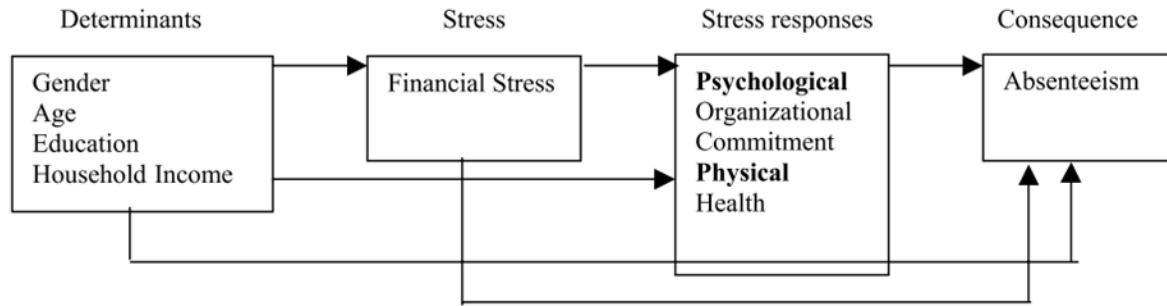 Determinants
Stress
Stress responses
Consequence
Gender
Age
Education
Household Income
Financial Stress
Psychological
Organizational
Commitment
Physical
Health
Absenteeism